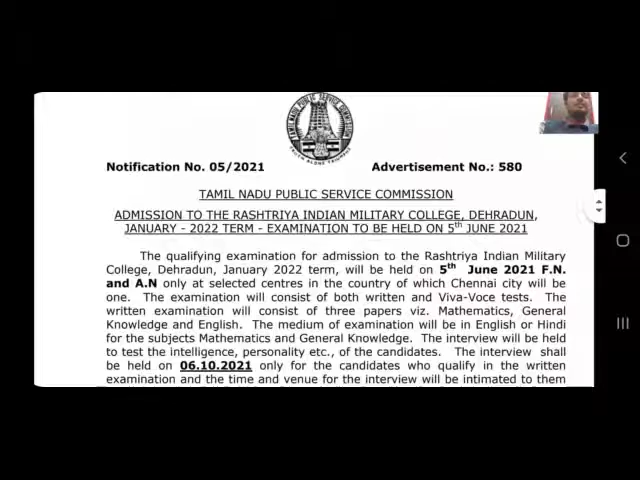 TAMIL NADU PUBLIC SERVICE COMMISSION
TRUTH ALONE TRIUMPHS
Notification No. 05/2021 Advertisement No.: 580
TAMIL NADU PUBLIC SERVICE COMMISSION
ADMISSION TO THE RASHTRIYA INDIAN MILITARY COLLEGE, DEHRADUN,
JANUARY - 2022 TERM - EXAMINATION TO BE HELD ON 5th JUNE 2021
The qualifying examination for admission to the Rashtriya Indian Military
College, Dehradun, January 2022 term, will be held on 5th June 2021 F.N.
and A.N only at selected centres in the country of which Chennai city will be
one. The examination will consist of both written and Viva-Voce tests. The
written examination will consist of three papers viz. Mathematics, General
Knowledge and English. The medium of examination will be in English or Hindi
for the subjects Mathematics and General Knowledge. The interview will be held
to test the intelligence, personality etc., of the candidates. The interview shall
be held on 06.10.2021 only for the candidates who qualify in the written
examination and the time and venue for the interview will be intimated to them